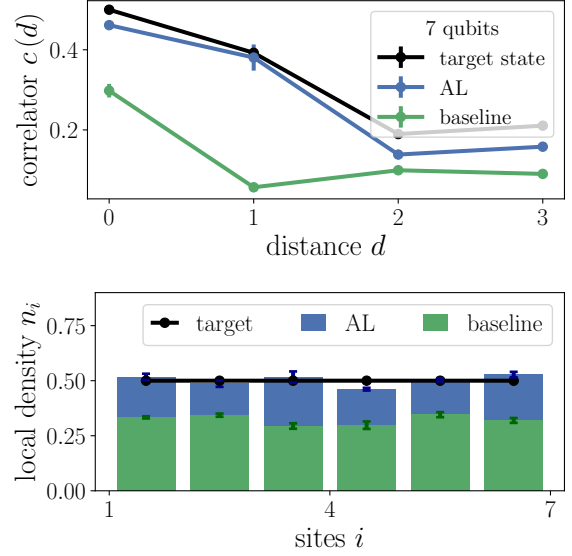 correlator c (d)
0.4
0.2
7 qubits
target state
AL
baseline
0 1 2 3
distance d
local density n_i
0.75
0.50
0.25
0.00
target AL baseline
1 4 7
sites i